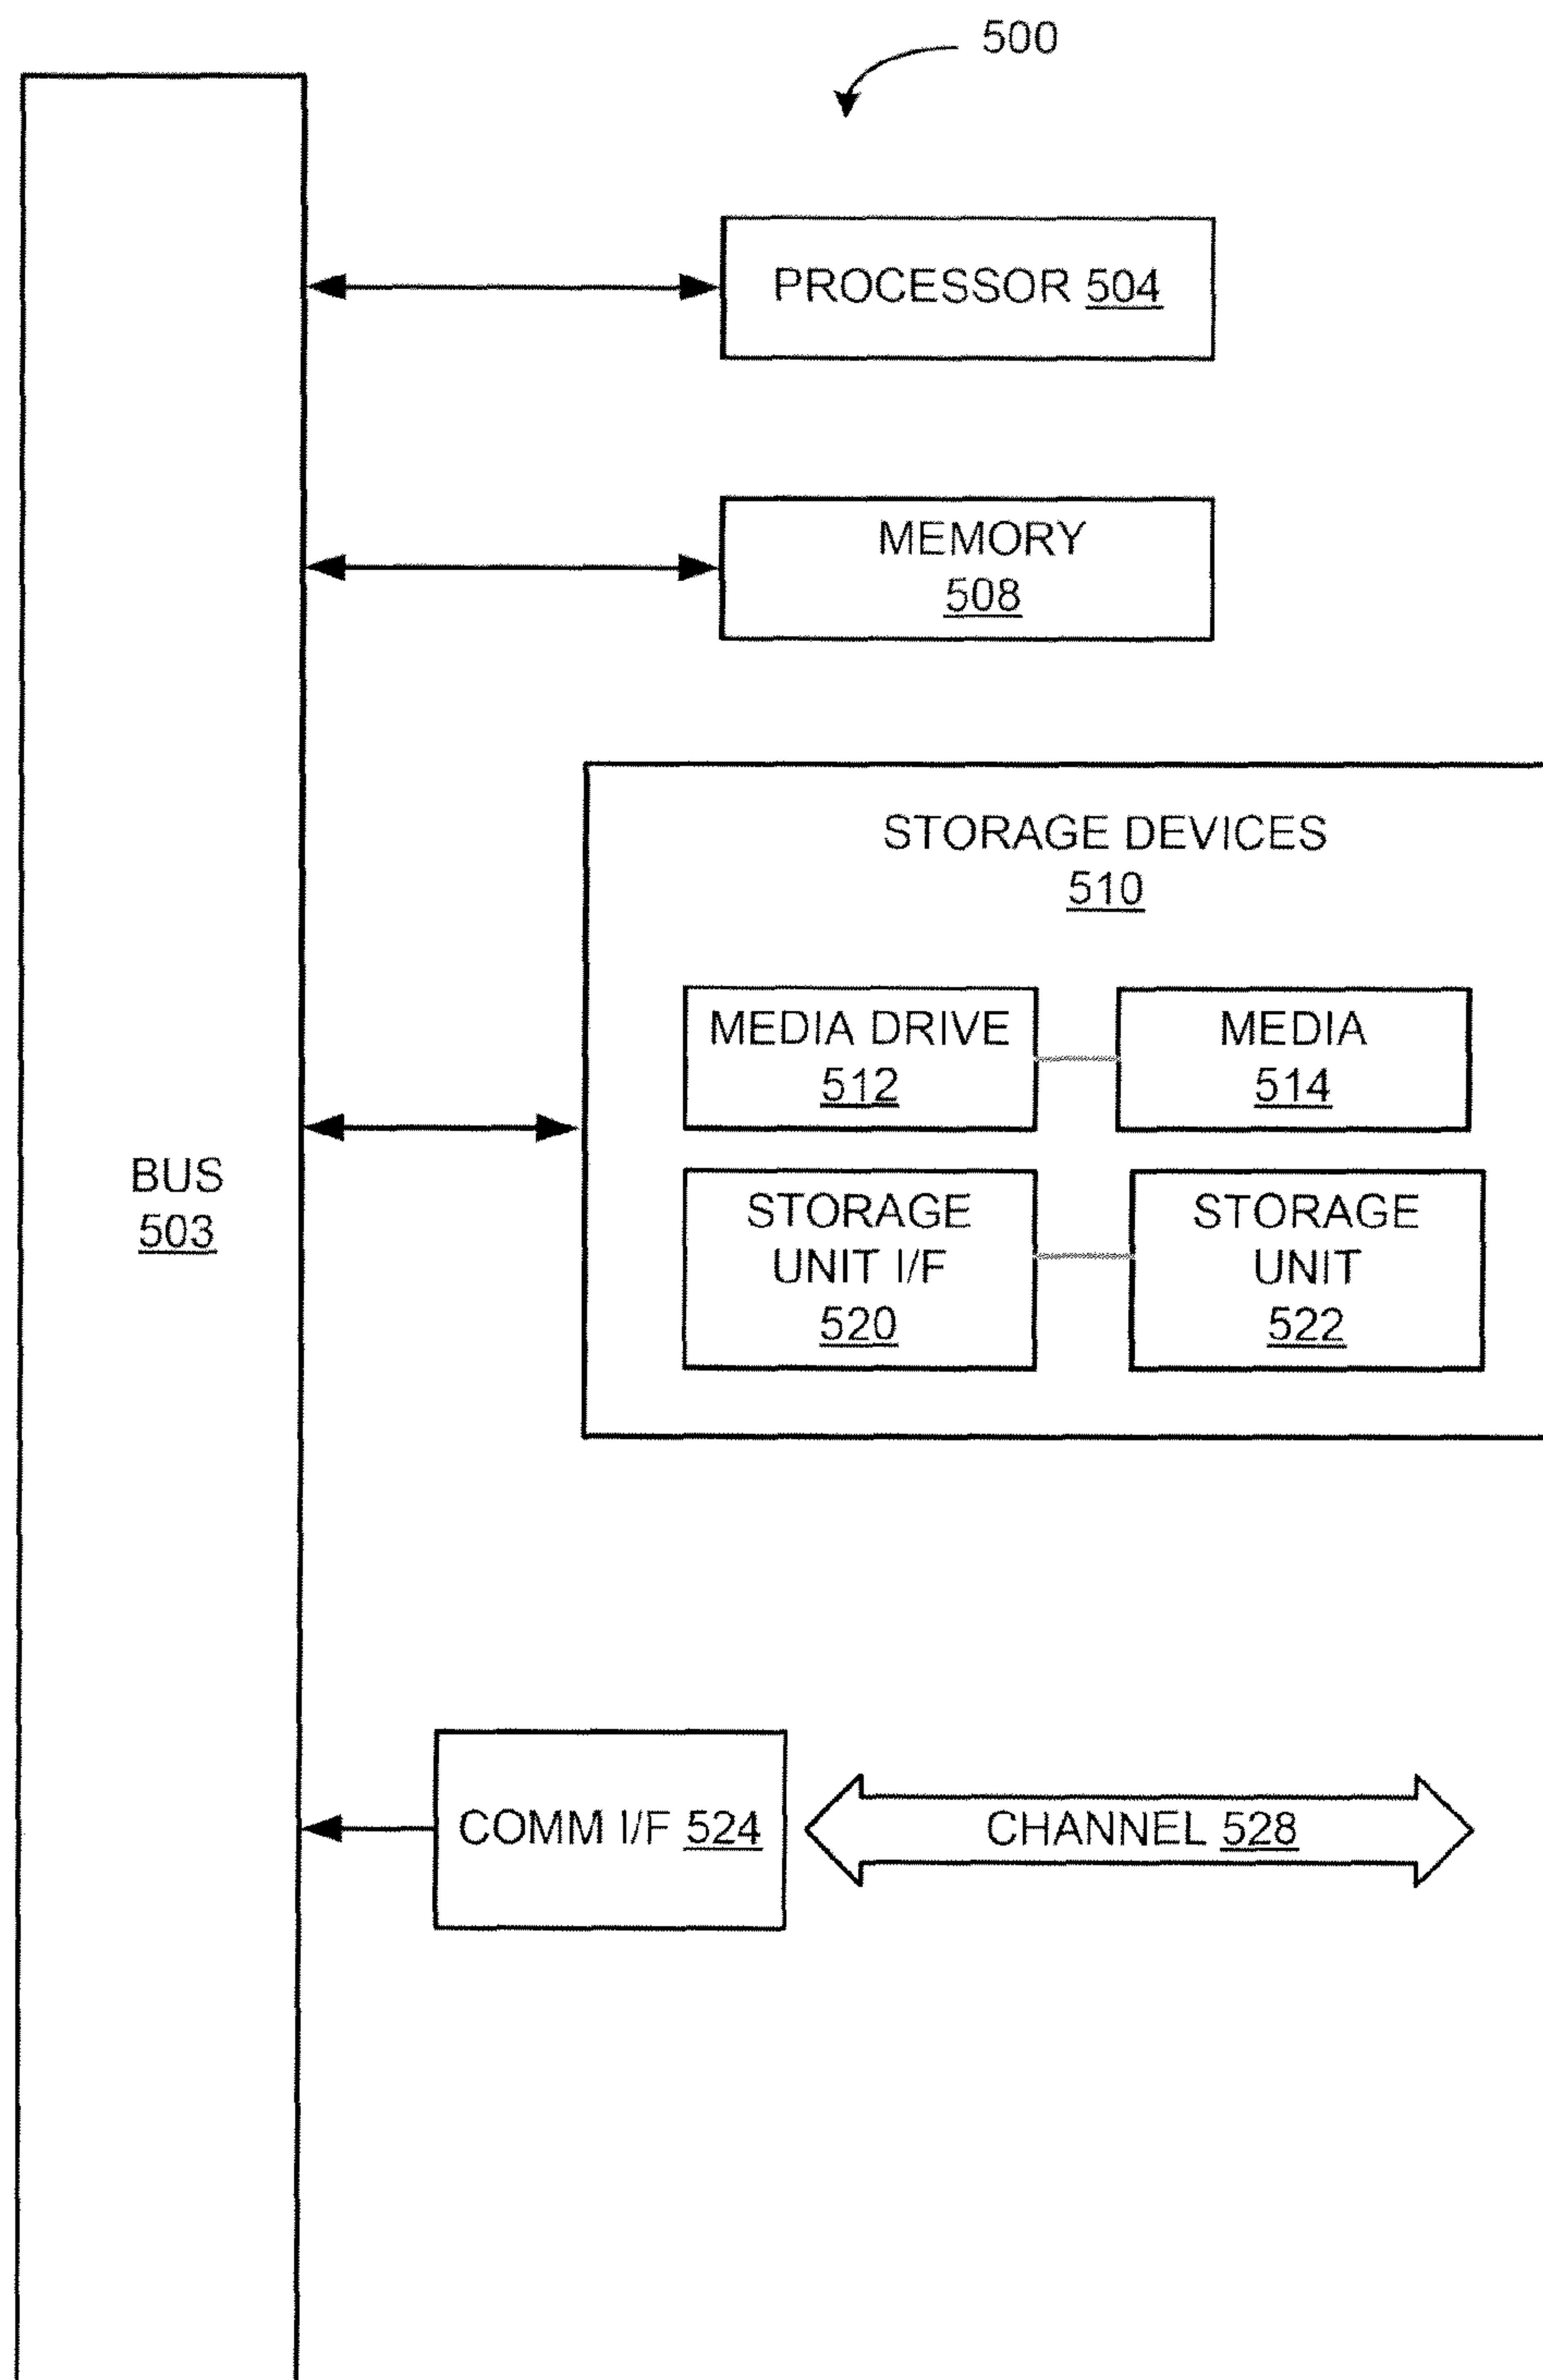 500
PROCESSOR 504
MEMORY
508
STORAGE DEVICES
510
MEDIA DRIVE
512
MEDIA
514
BUS
503
STORAGE
UNIT I/F
520
STORAGE
UNIT
522
COMM I/F 524
CHANNEL 528